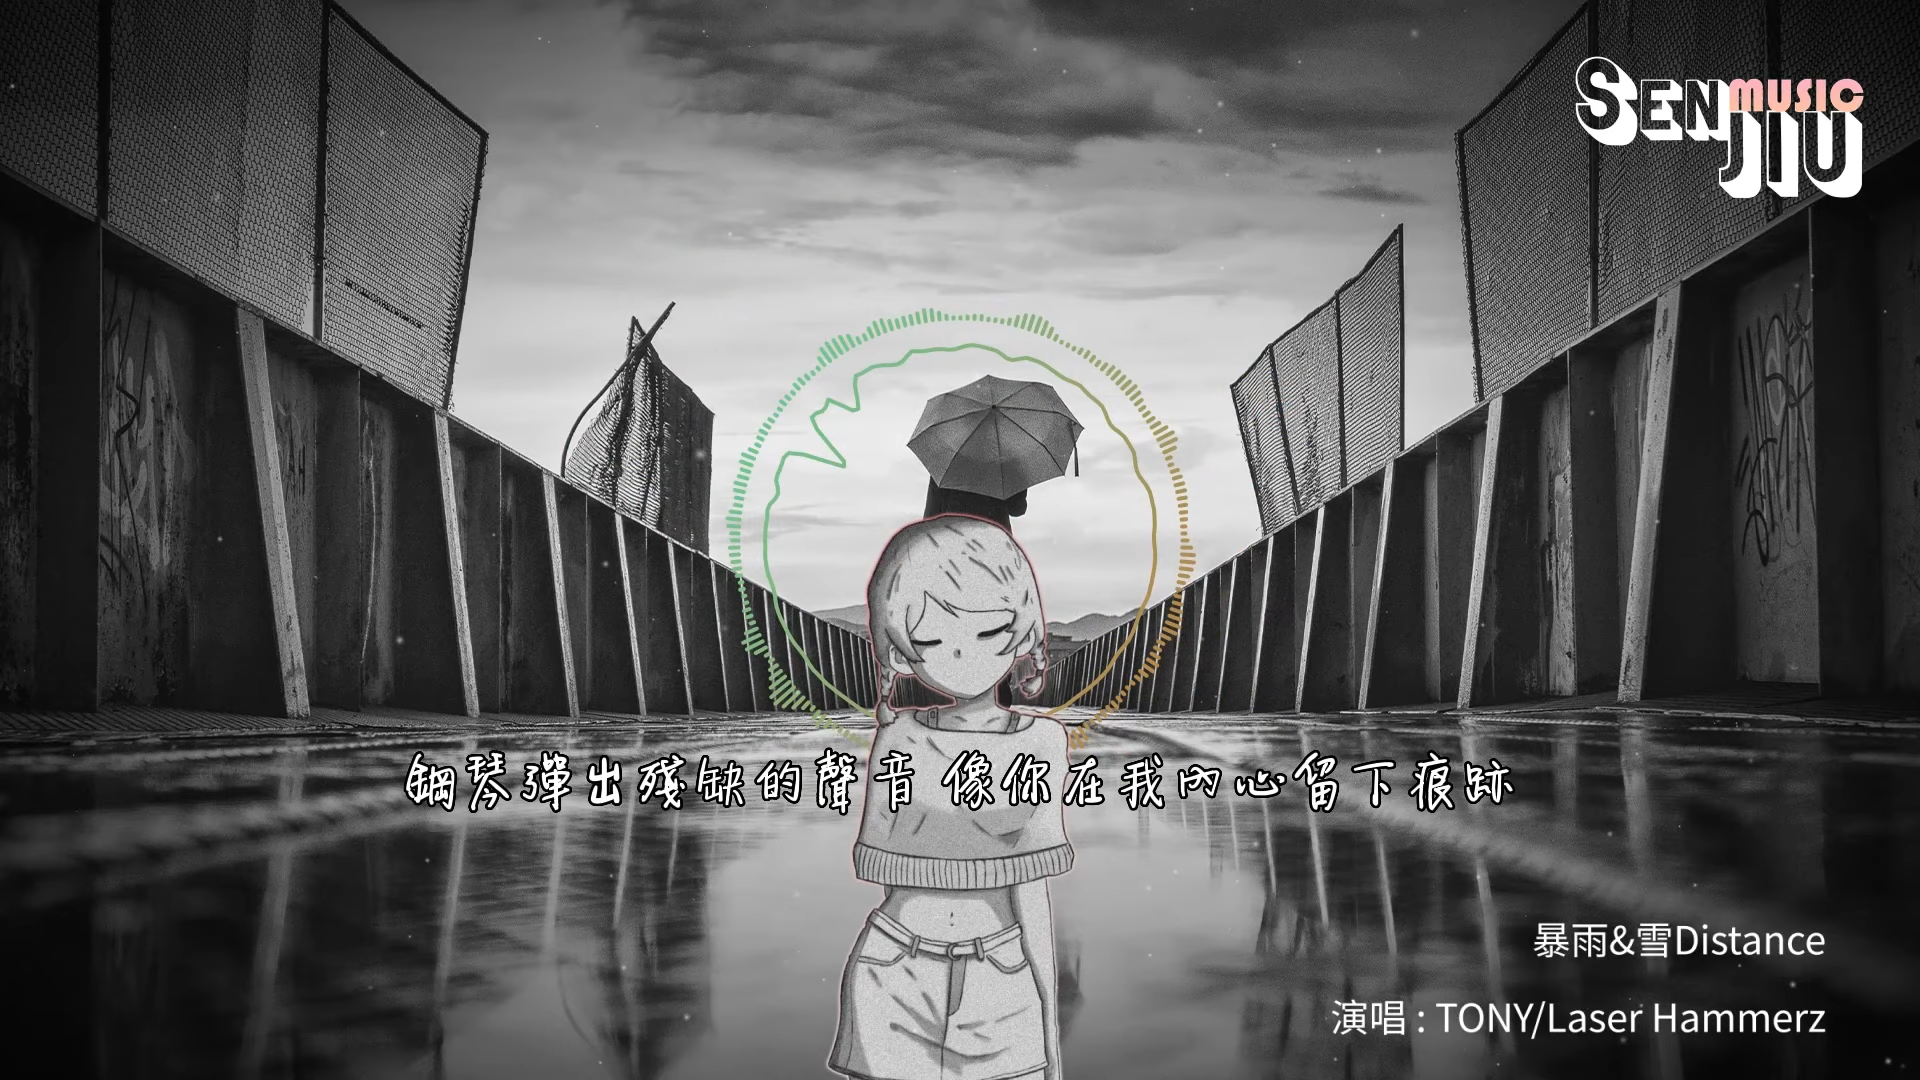 SEN MUSIC
JIU
鋼琴彈出殘缺的聲音 像你在我內心留下痕跡
暴雨&雪Distance
演唱 : TONY/Laser Hammerz